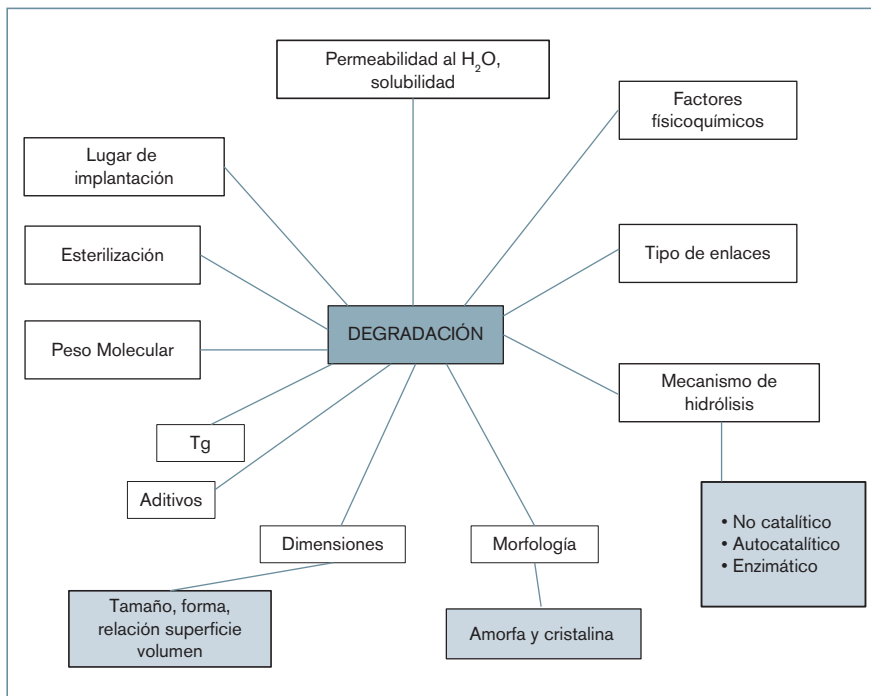 Permeabilidad al H₂O,
solubilidad
Factores
físicoquímicos
Lugar de
implantación
Esterilización
Tipo de enlaces
DEGRADACIÓN
Peso Molecular
Mecanismo de
hidrólisis
Tg
Aditivos
• No catalítico
• Autocatalítico
• Enzimático
Dimensiones
Morfología
Tamaño, forma,
relación superficie
volumen
Amorfa y cristalina